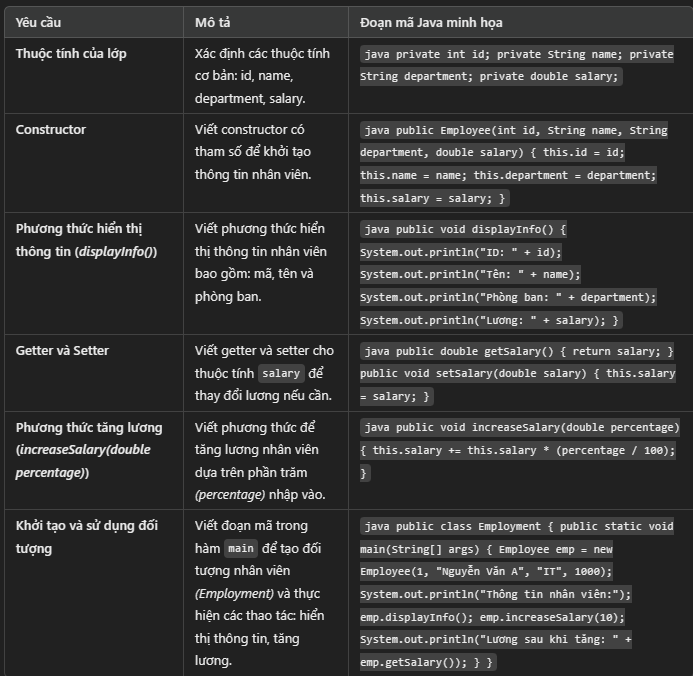 Yêu cầu
Mô tả
Đoạn mã Java minh họa
Thuộc tính của lớp
Xác định các thuộc tính
cơ bản: id, name,
department, salary.
java private int id; private String name; private
String department; private double salary;
Constructor
Viết constructor có
tham số để khởi tạo
thông tin nhân viên.
java public Employee(int id, String name, String
department, double salary) { this.id = id;
this.name = name; this.department = department;
this.salary = salary; }
Phương thức hiển thị
thông tin (displayInfo())
Viết phương thức hiển
thị thông tin nhân viên
bao gồm: mã, tên và
phòng ban.
java public void displayInfo() {
System.out.println("ID: " + id);
System.out.println("Tên: " + name);
System.out.println("Phòng ban: " + department);
System.out.println("Lương: " + salary); }
Getter và Setter
Viết getter và setter cho
thuộc tính salary để
thay đổi lương nếu cần.
java public double getSalary() { return salary; }
public void setSalary(double salary) { this.salary
= salary; }
Phương thức tăng lương
(increaseSalary(double
percentage))
Viết phương thức để
tăng lương nhân viên
dựa trên phần trăm
(percentage) nhập vào.
java public void increaseSalary(double percentage)
{ this.salary += this.salary * (percentage / 100);
}
Khởi tạo và sử dụng đối
tượng
Viết đoạn mã trong
hàm main để tạo đối
tượng nhân viên
(Employment) và thực
hiện các thao tác: hiển
thị thông tin, tăng
lương.
java public class Employment { public static void
main(String[] args) { Employee emp = new
Employee(1, "Nguyễn Văn A", "IT", 1000);
System.out.println("Thông tin nhân viên:");
emp.displayInfo(); emp.increaseSalary(10);
System.out.println("Lương sau khi tăng: " +
emp.getSalary()); } }